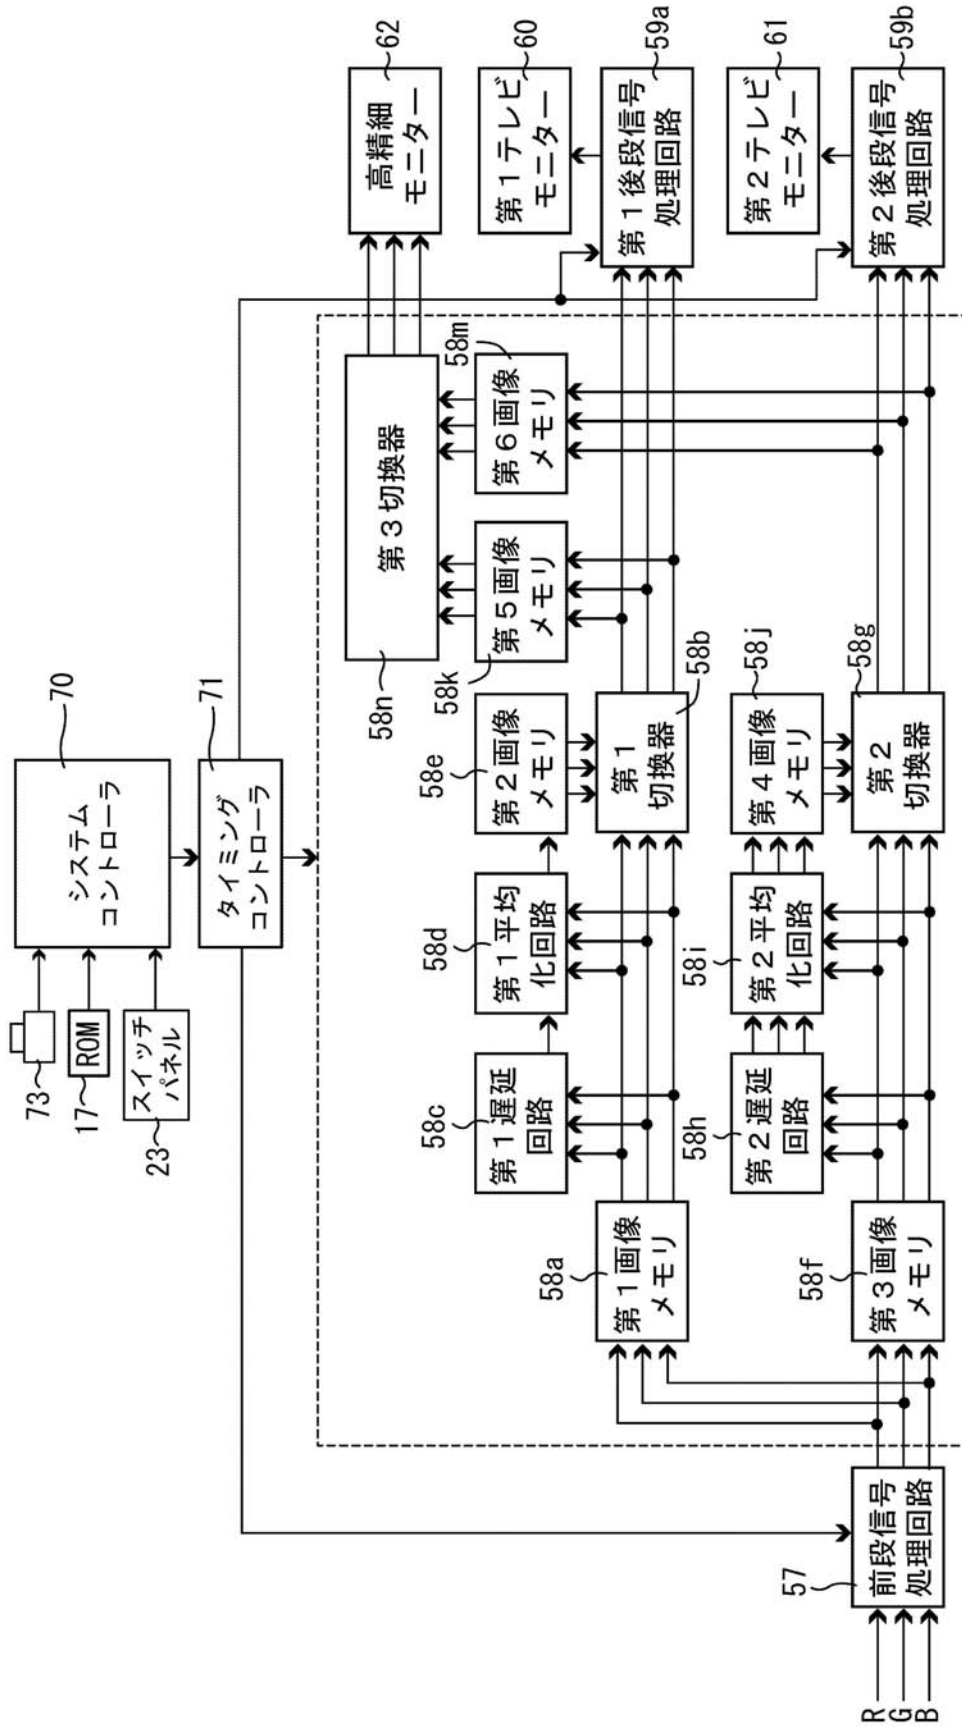 70
システム
コントローラ
71
タイミング
コントローラ
73
17
ROM
23
スイッチ
パネル
62
高精細
モニター
58n
第3切換器
60
第1テレビ
モニター
58m
第6画像
メモリ
58k
第5画像
メモリ
58e
第2画像
メモリ
58d
第1平均
化回路
58c
第1遅延
回路
59a
第1後段信号
処理回路
58b
第1
切換器
58a
第1画像
メモリ
61
第2テレビ
モニター
58j
第4画像
メモリ
58i
第2平均
化回路
58h
第2遅延
回路
59b
第2後段信号
処理回路
58g
第2
切換器
58f
第3画像
メモリ
57
前段信号
処理回路
R
G
B